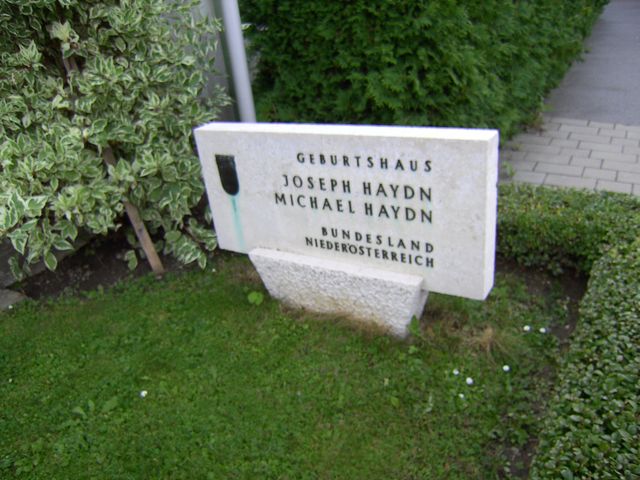 GEBURTSHAUS
JOSEPH HAYDN
MICHAEL HAYDN
BUNDESLAND
NIEDERÖSTERREICH